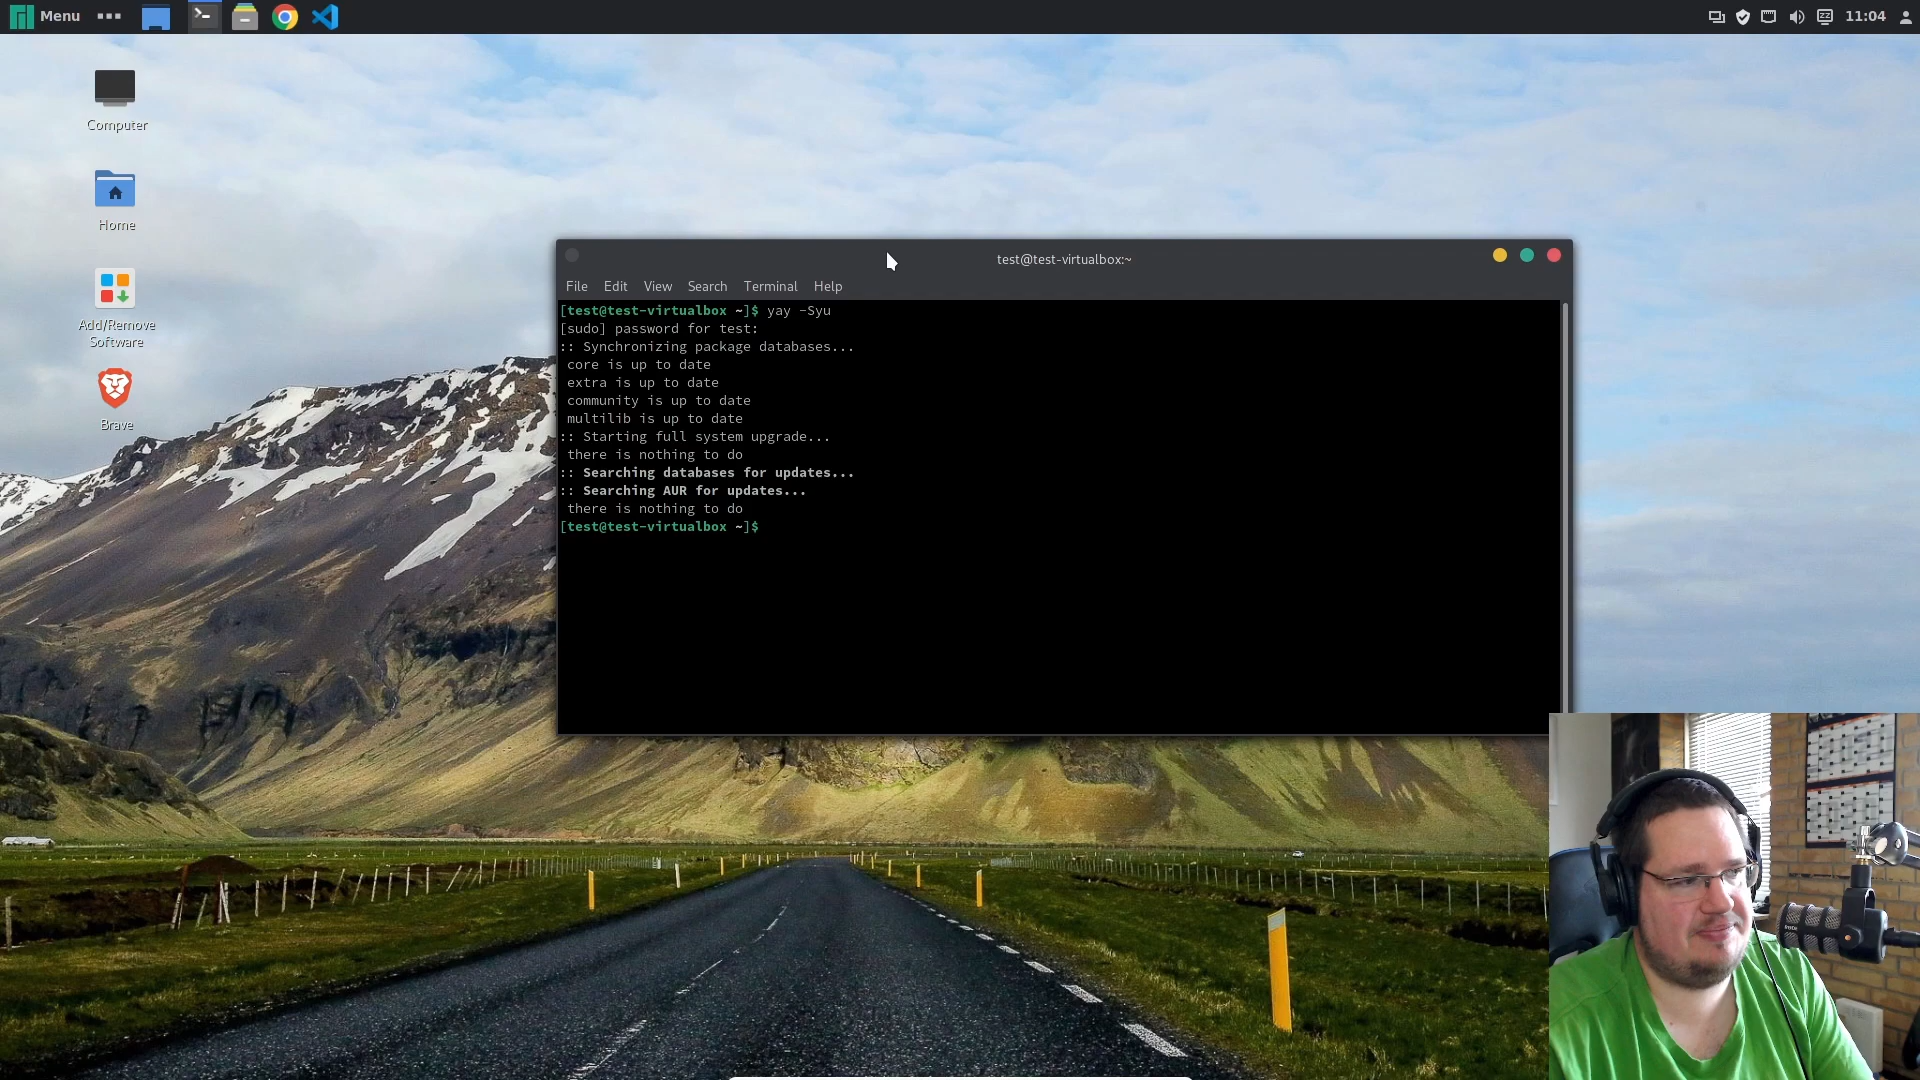 Menu
11:04
Computer
Home
Add/Remove
Software
Brave
test@test-virtualbox:~
File Edit View Search Terminal Help
[test@test-virtualbox ~]$ yay -Syu
[sudo] password for test:
:: Synchronizing package databases...
core is up to date
extra is up to date
community is up to date
multilib is up to date
:: Starting full system upgrade...
there is nothing to do
:: Searching databases for updates...
:: Searching AUR for updates...
there is nothing to do
[test@test-virtualbox ~]$